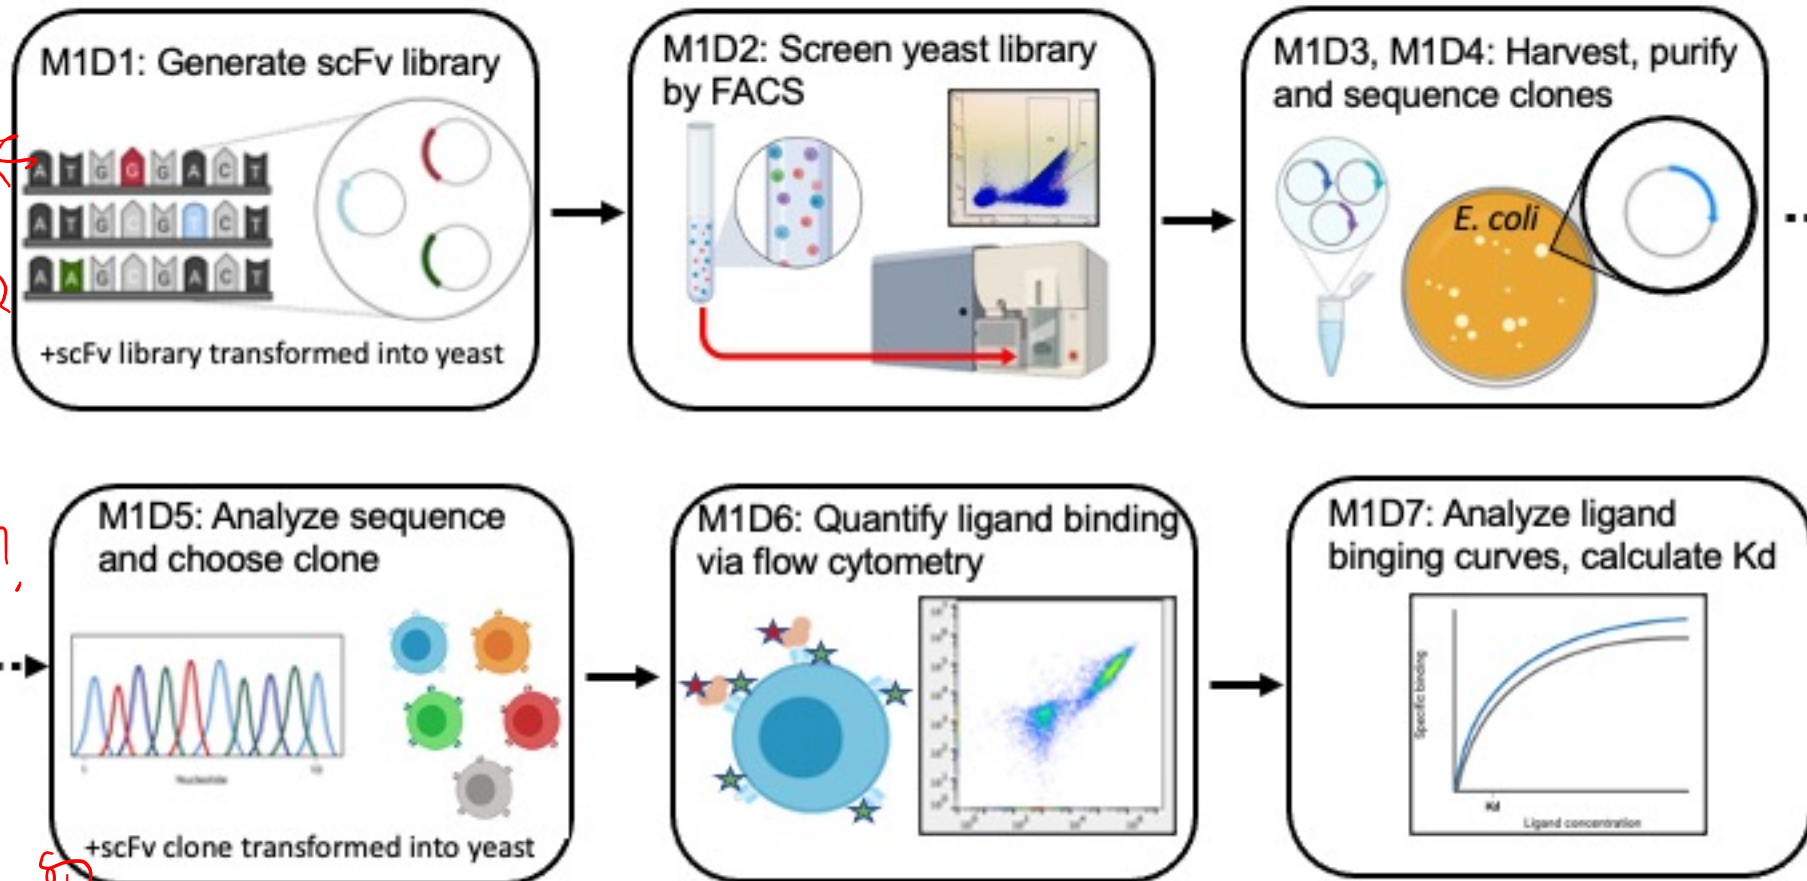 M1D1: Generate scFv library
A T G G G A C T
A T G C G T C T
A A G C G A C T
+scFv library transformed into yeast
M1D2: Screen yeast library
by FACS
M1D3, M1D4: Harvest, purify
and sequence clones
E. coli
M1D5: Analyze sequence
and choose clone
Nucleotide
+scFv clone transformed into yeast
M1D6: Quantify ligand binding
via flow cytometry
M1D7: Analyze ligand
binging curves, calculate Kd
Specific binding
Kd
Ligand concentration